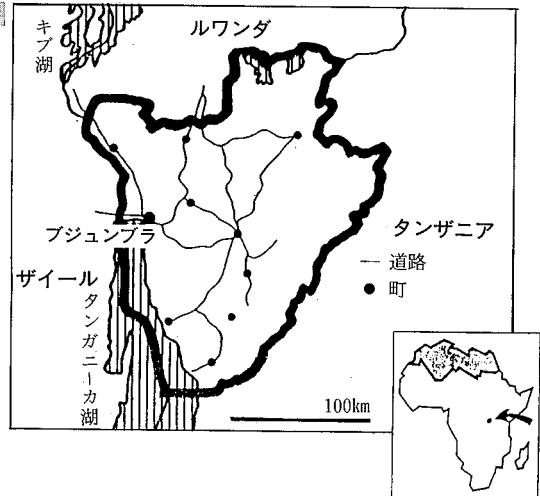 ルワンダ
キブ湖
タンザニア
ブジュンブラ
ザイール
タンガニーカ湖
道路
町
100km